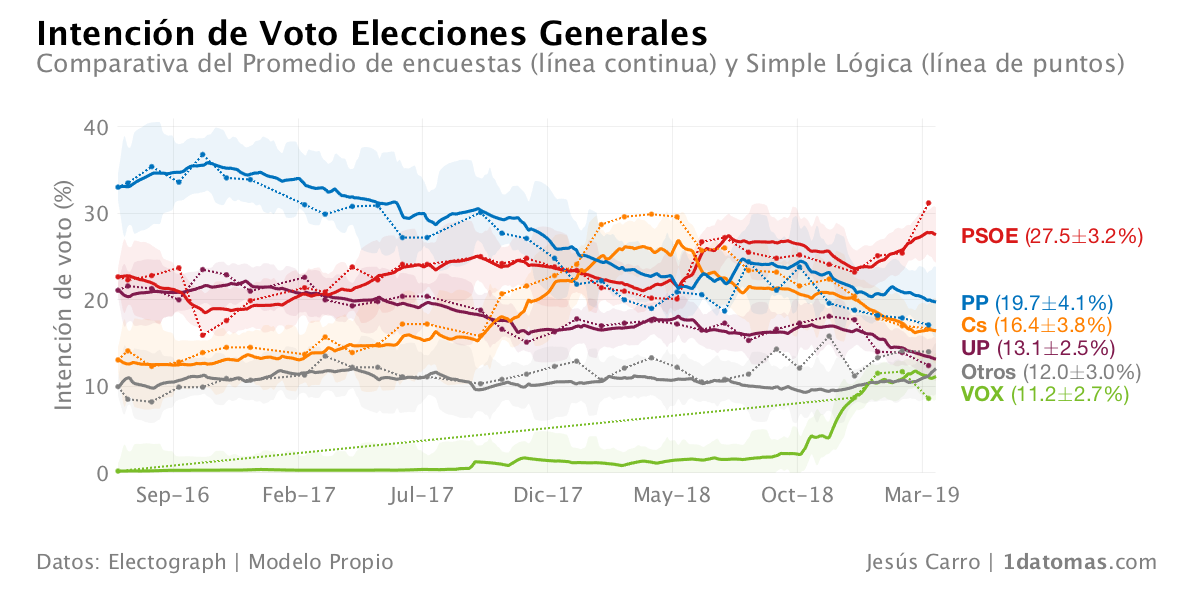 Intención de Voto Elecciones Generales
Comparativa del Promedio de encuestas (línea continua) y Simple Lógica (línea de puntos)
Intención de voto (%)
40
30
20
10
0
Sep–16
Feb–17
Jul–17
Dic–17
May–18
Oct–18
Mar–19
PSOE (27.5±3.2%)
PP (19.7±4.1%)
Cs (16.4±3.8%)
UP (13.1±2.5%)
Otros (12.0±3.0%)
VOX (11.2±2.7%)
Datos: Electograph | Modelo Propio
Jesús Carro | 1datomas.com